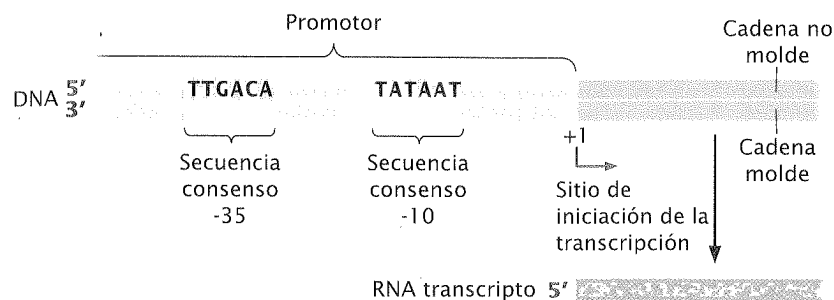 Promotor
Cadena no
molde
DNA 5′
3′
TTGACA
TATAAT
+1
Secuencia
consenso
-35
Secuencia
consenso
-10
Sitio de
iniciación de la
transcripción
Cadena
molde
RNA transcripto 5′